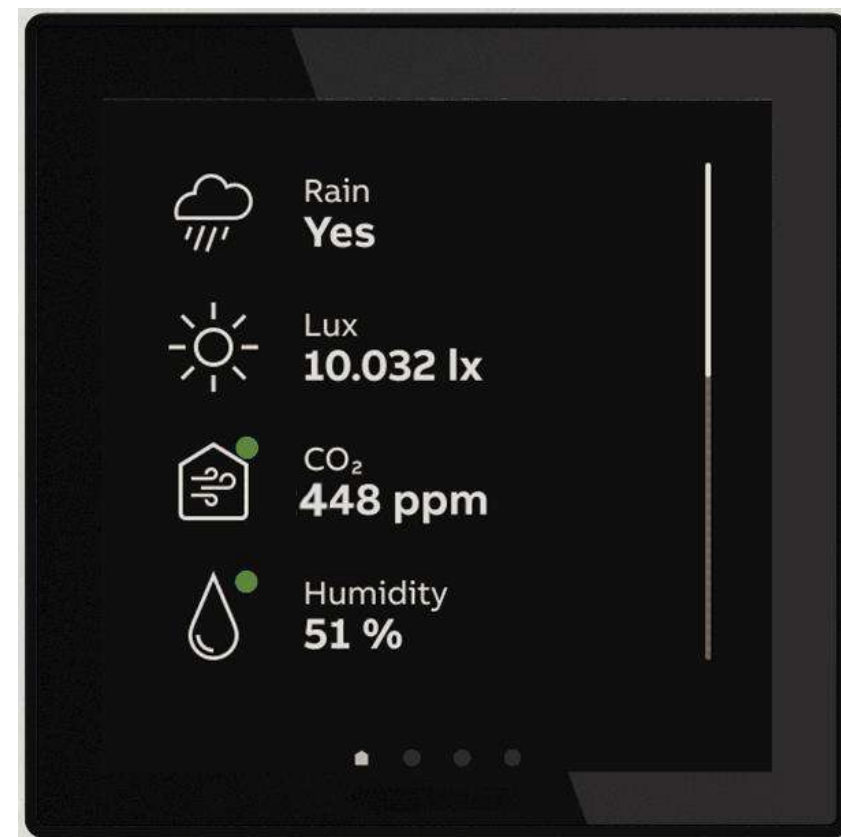 Rain
Yes
Lux
10.032 lx
CO₂
448 ppm
Humidity
51 %